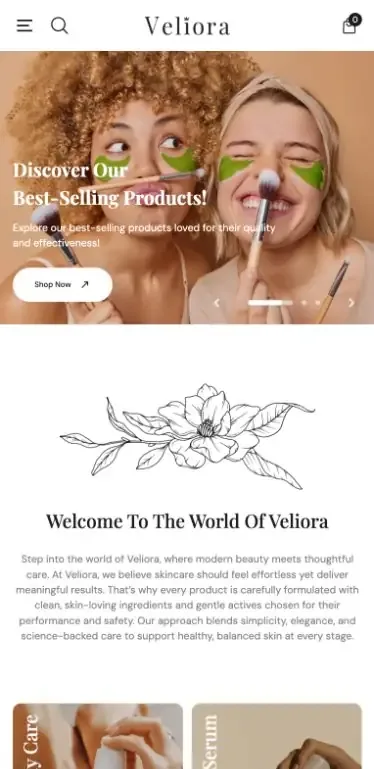 Veliora
0
Discover Our
Best-Selling Products!
Explore our best-selling products loved for their quality
and effectiveness!
Shop Now
Welcome To The World Of Veliora
Step into the world of Veliora, where modern beauty meets thoughtful
care. At Veliora, we believe skincare should feel effortless yet deliver
meaningful results. That's why every product is carefully formulated with
clean, skin-loving ingredients and gentle actives chosen for their
performance and safety. Our approach blends simplicity, elegance, and
science-backed care to support healthy, balanced skin at every stage.
Care
Serum